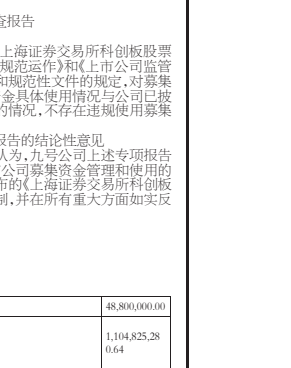 查报告
上海证券交易所科创板股票
规范运作》和《上市公司监管
和规范性文件的规定,对募集
金具体使用情况与公司已披
的情况,不存在违规使用募集
报告的结论性意见
认为,九号公司上述专项报告
公司募集资金管理和使用的
布的《上海证券交易所科创板
制,并在所有重大方面如实反
48,800,000.00
1,104,825,28
0.64